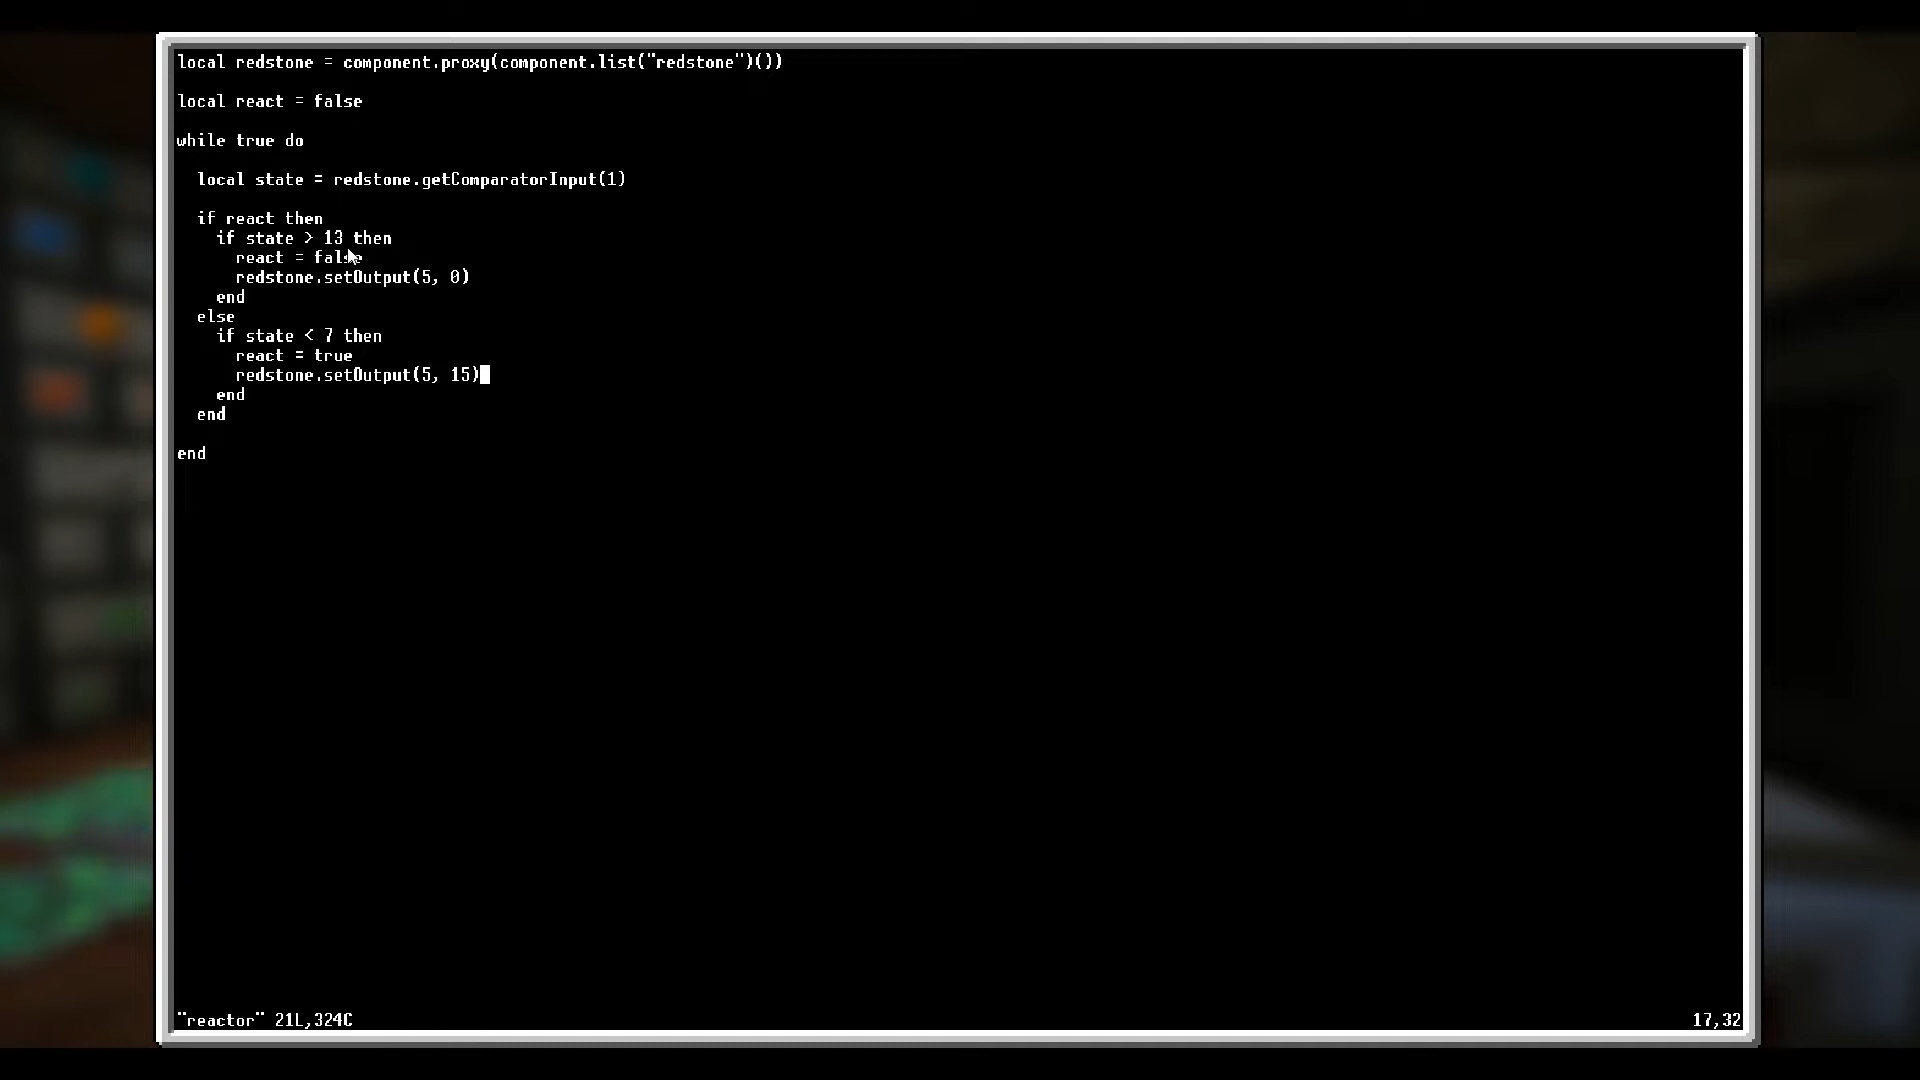 local redstone = component.proxy(component.list("redstone")())
local react = false
while true do
local state = redstone.getComparatorInput(1)
if react then
if state > 13 then
react = false
redstone.setOutput(5, 0)
end
else
if state < 7 then
react = true
redstone.setOutput(5, 15)
end
end
end
"reactor" 21L,324C
17,32